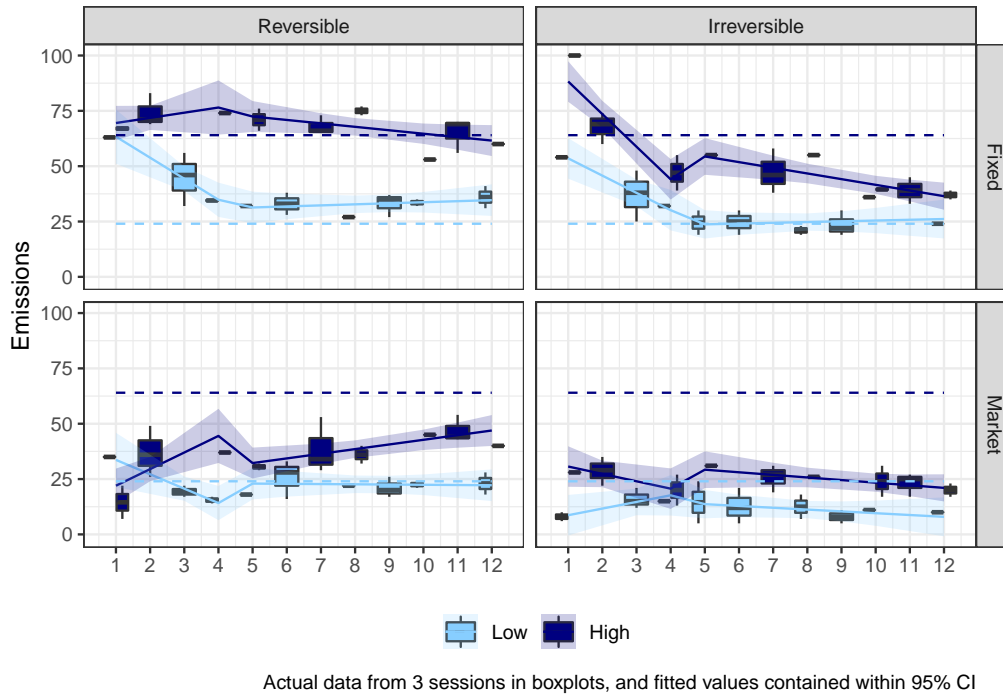 Reversible
Irreversible
100
75
50
25
0
Fixed
Emissions
100
75
50
25
0
Market
1 2 3 4 5 6 7 8 9 10 11 12
1 2 3 4 5 6 7 8 9 10 11 12
Low High
Actual data from 3 sessions in boxplots, and fitted values contained within 95% CI